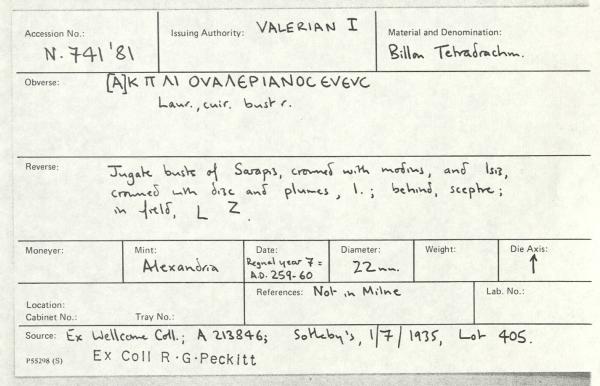 Accession No.: N.741'81
Issuing Authority: VALERIAN I
Material and Denomination: Billon Tetradrachm.
Obverse: [A]Κ Π ΛΙ ΟVΑΛΕΡΙΑΝΟC ЄVЄVC
Laur., cuir. bust r.
Reverse: Jugate busts of Sarapis, crowned with modius, and Isis,
crowned with disc and plumes, l.; behind, sceptre;
in field, L Z.
Moneyer:
Mint: Alexandria
Date: Regnal year 7 =
A.D. 259-60
Diameter: 22mm.
Weight:
Die Axis: ↑
Location:
Cabinet No.: Tray No.:
References: Not in Milne
Lab. No.:
Source: Ex Wellcome Coll.; A 213846; Sotheby's, 1/7/1935, Lot 405.
P55298 (S) Ex Coll R·G·Peckitt